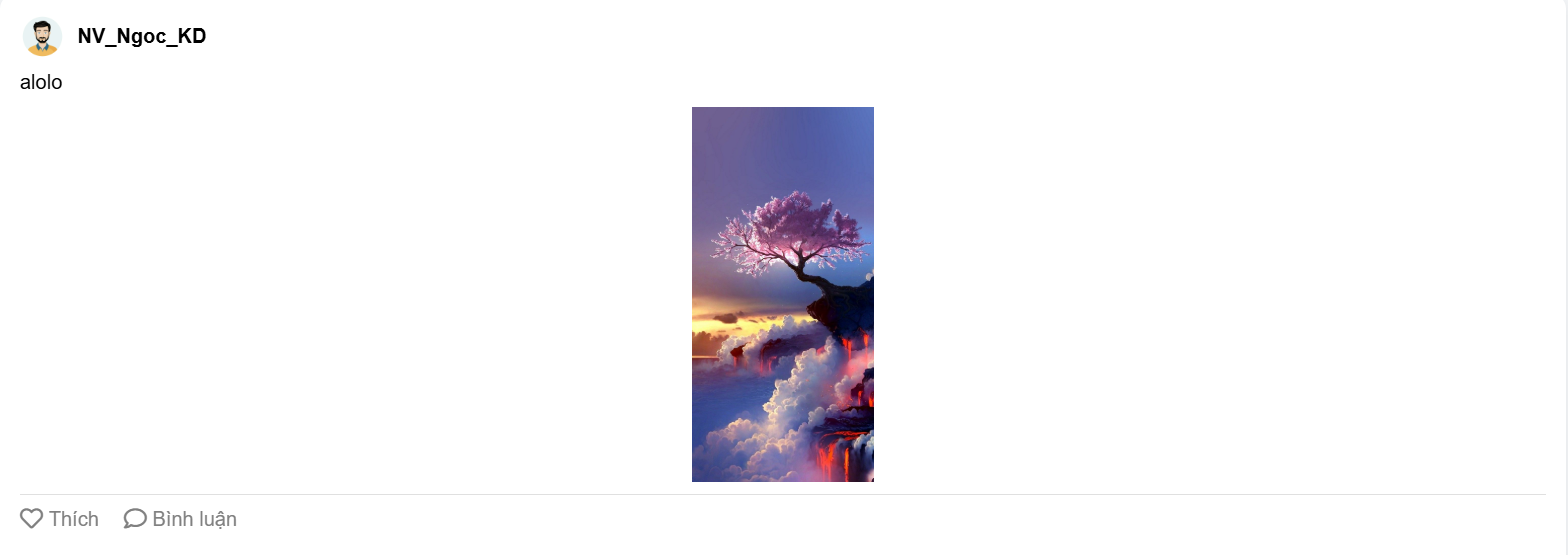 NV_Ngoc_KD
alolo
Thích Bình luận